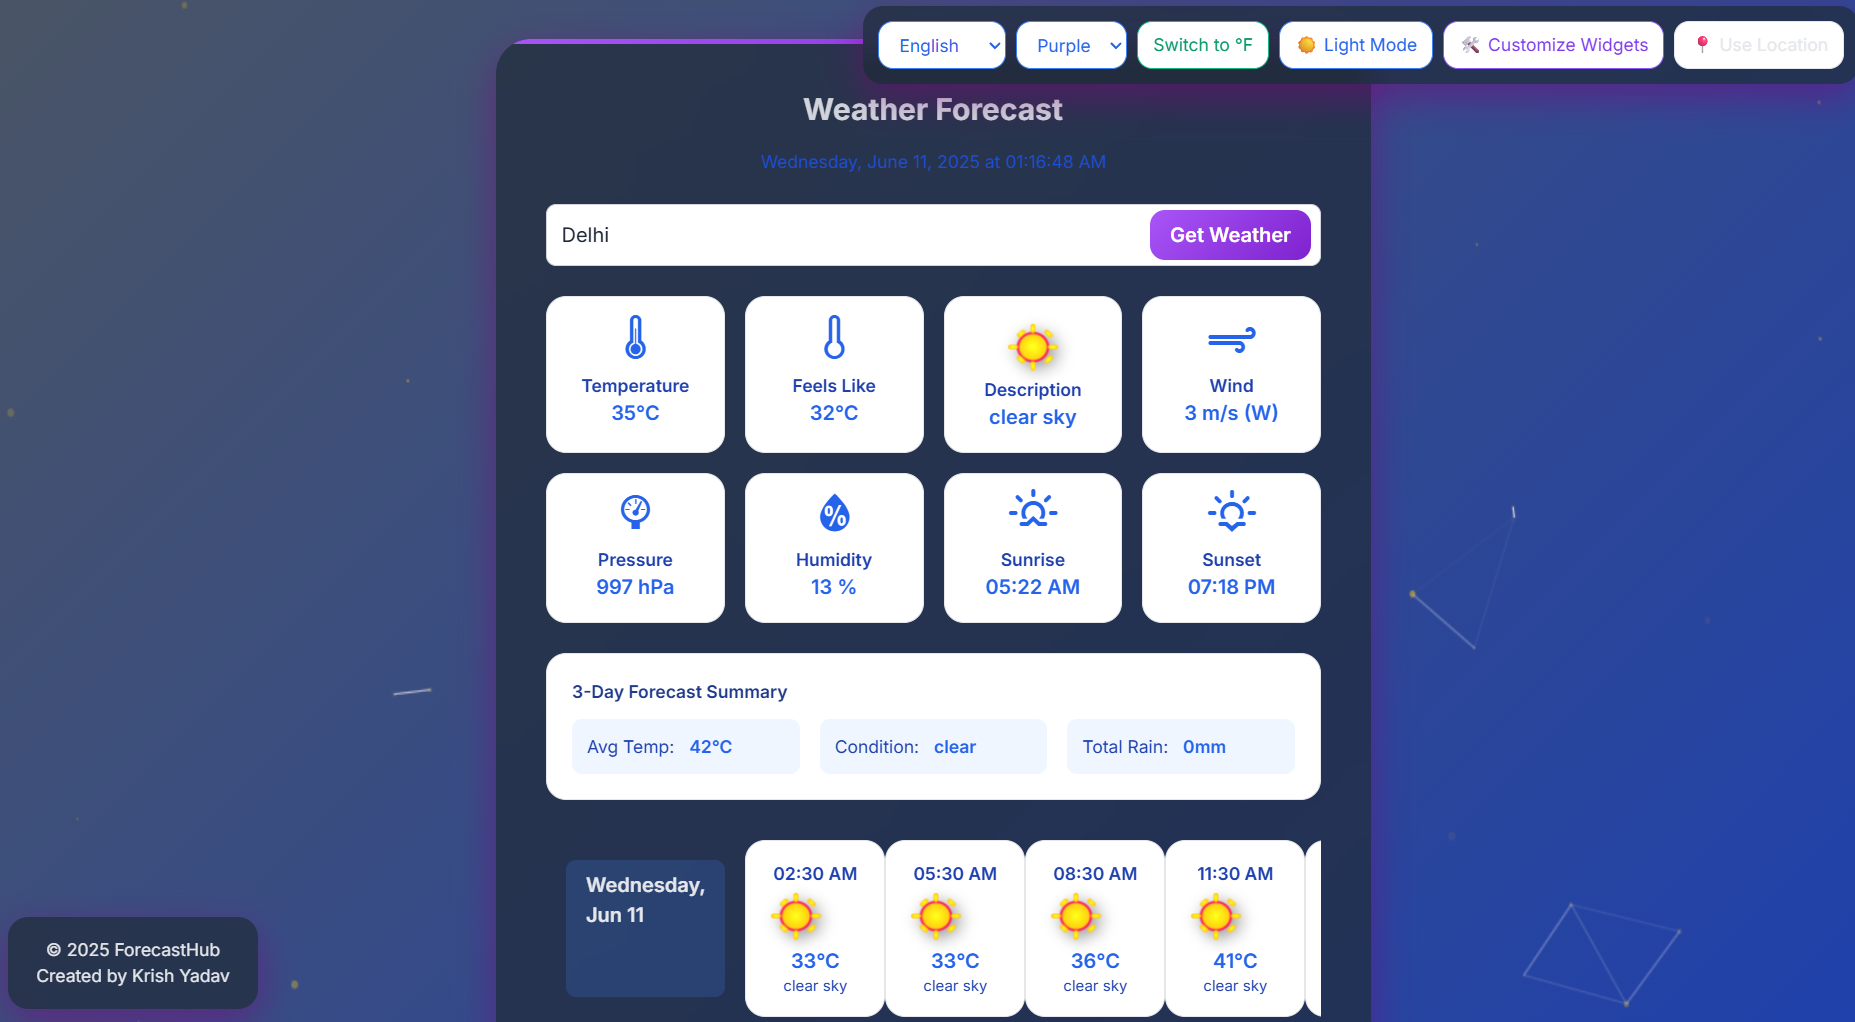 English
Purple
Switch to °F
Light Mode
Customize Widgets
Use Location
Weather Forecast
Wednesday, June 11, 2025 at 01:16:48 AM
Delhi
Get Weather
Temperature
35°C
Feels Like
32°C
Description
clear sky
Wind
3 m/s (W)
Pressure
997 hPa
%
Humidity
13 %
Sunrise
05:22 AM
Sunset
07:18 PM
3-Day Forecast Summary
Avg Temp: 42°C
Condition: clear
Total Rain: 0mm
Wednesday,
Jun 11
02:30 AM
33°C
clear sky
05:30 AM
33°C
clear sky
08:30 AM
36°C
clear sky
11:30 AM
41°C
clear sky
© 2025 ForecastHub
Created by Krish Yadav